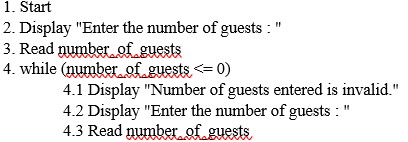 1. Start
2. Display "Enter the number of guests : "
3. Read number_of_guests
4. while (number_of_guests <= 0)
4.1 Display "Number of guests entered is invalid."
4.2 Display "Enter the number of guests : "
4.3 Read number_of_guests